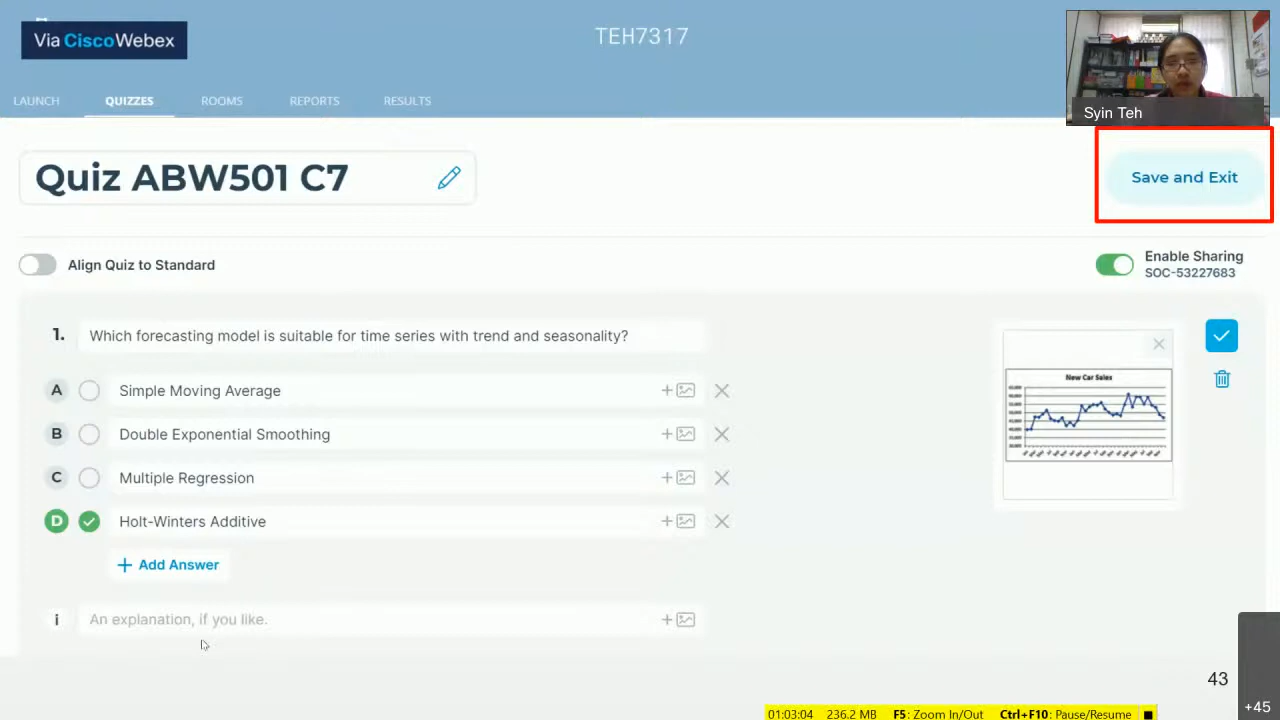 Via CiscoWebex
TEH7317
Syin Teh
LAUNCH
QUIZZES
ROOMS
REPORTS
RESULTS
Quiz ABW501 C7
Save and Exit
Align Quiz to Standard
Enable Sharing
SOC-53227683
1. Which forecasting model is suitable for time series with trend and seasonality?
A Simple Moving Average
B Double Exponential Smoothing
C Multiple Regression
D Holt-Winters Additive
+ Add Answer
i An explanation, if you like.
New Car Sales
43
+45
01:03:04 236.2 MB F5: Zoom In/Out Ctrl+F10: Pause/Resume